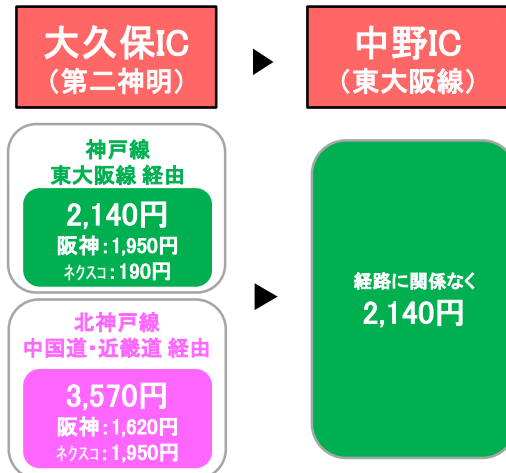 大久保IC
（第二神明）
▶
中野IC
（東大阪線）
神戸線
東大阪線 経由
2,140円
阪神：1,950円
ネクスコ：190円
▶
経路に関係なく
2,140円
北神戸線
中国道・近畿道 経由
3,570円
阪神：1,620円
ネクスコ：1,950円